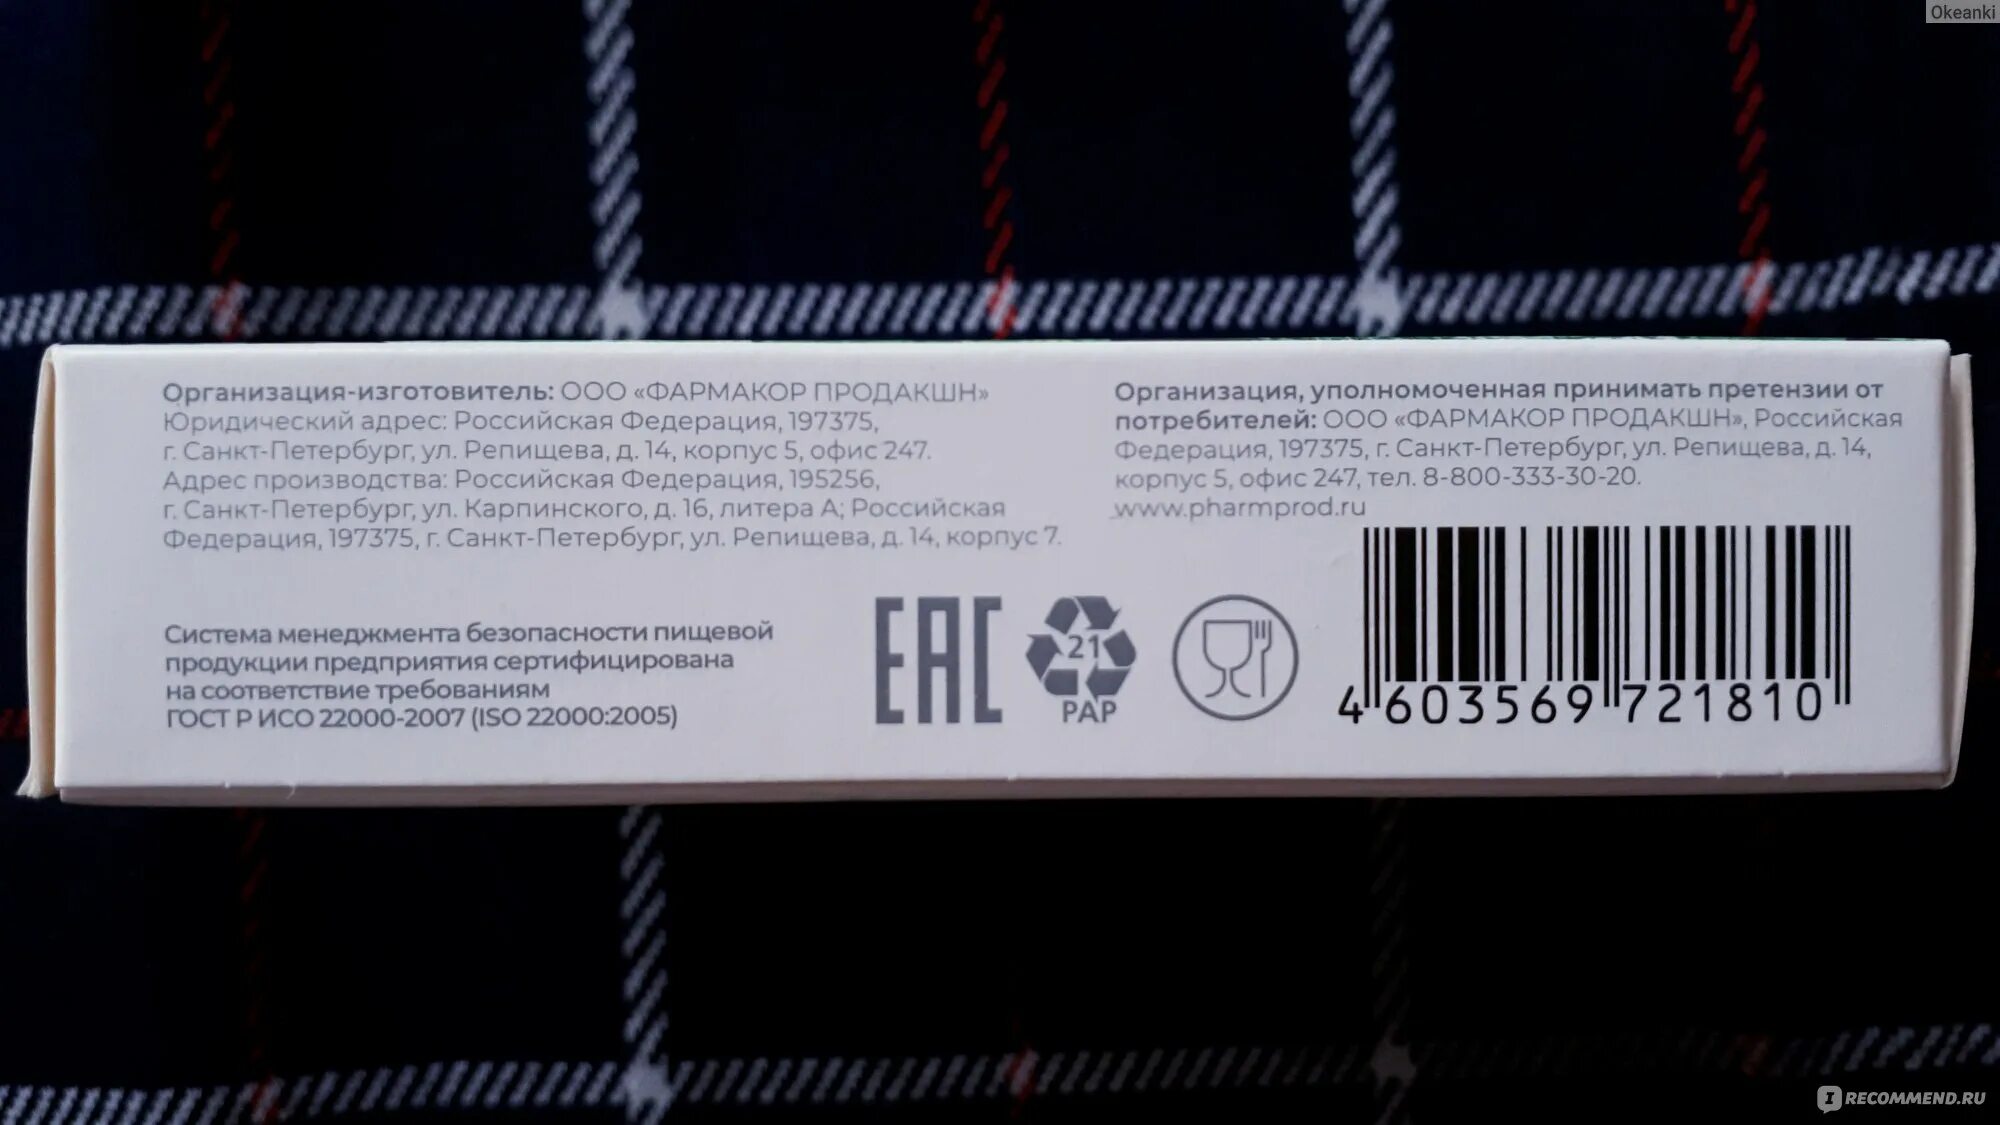 Okeanki
Организация-изготовитель: ООО «ФАРМАКОР ПРОДАКШН»
Юридический адрес: Российская Федерация, 197375,
г. Санкт-Петербург, ул. Репищева, д. 14, корпус 5, офис 247.
Адрес производства: Российская Федерация, 195256,
г. Санкт-Петербург, ул. Карпинского, д. 16, литера А; Российская
Федерация, 197375, г. Санкт-Петербург, ул. Репищева, д. 14, корпус 7.
Организация, уполномоченная принимать претензии от
потребителей: ООО «ФАРМАКОР ПРОДАКШН», Российская
Федерация, 197375, г. Санкт-Петербург, ул. Репищева, д. 14,
корпус 5, офис 247, тел. 8-800-333-30-20.
www.pharmprod.ru
Система менеджмента безопасности пищевой
продукции предприятия сертифицирована
на соответствие требованиям
ГОСТ Р ИСО 22000-2007 (ISO 22000:2005)
EAC
21
PAP
4 603569 721810
I RECOMMEND.RU